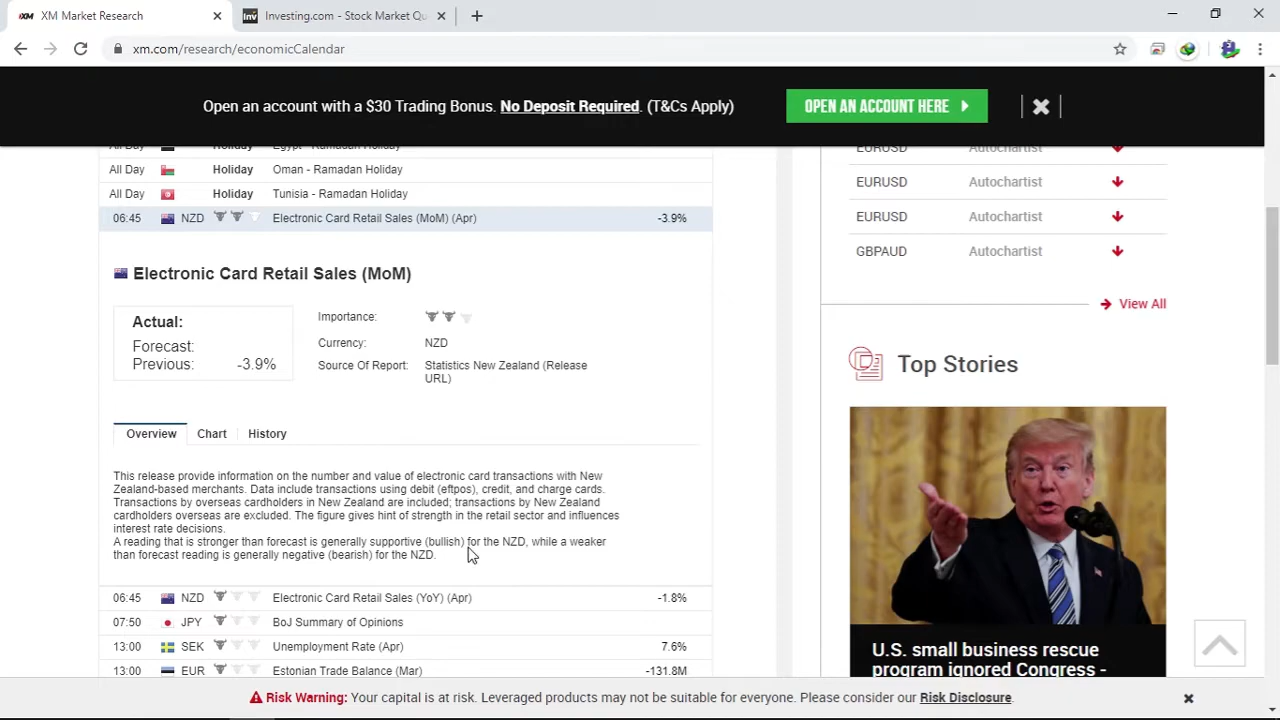 XM Market Research
Investing.com - Stock Market Qu
xm.com/research/economicCalendar
Open an account with a $30 Trading Bonus. No Deposit Required. (T&Cs Apply)
OPEN AN ACCOUNT HERE
All Day Holiday Egypt - Ramadan Holiday
All Day Holiday Oman - Ramadan Holiday
All Day Holiday Tunisia - Ramadan Holiday
06:45 NZD Electronic Card Retail Sales (MoM) (Apr) -3.9%
Electronic Card Retail Sales (MoM)
Actual:
Forecast:
Previous: -3.9%
Importance:
Currency: NZD
Source Of Report: Statistics New Zealand (Release
URL)
Overview Chart History
This release provide information on the number and value of electronic card transactions with New
Zealand-based merchants. Data include transactions using debit (eftpos), credit, and charge cards.
Transactions by overseas cardholders in New Zealand are included; transactions by New Zealand
cardholders overseas are excluded. The figure gives hint of strength in the retail sector and influences
interest rate decisions.
A reading that is stronger than forecast is generally supportive (bullish) for the NZD, while a weaker
than forecast reading is generally negative (bearish) for the NZD.
06:45 NZD Electronic Card Retail Sales (YoY) (Apr) -1.8%
07:50 JPY BoJ Summary of Opinions
13:00 SEK Unemployment Rate (Apr) 7.6%
13:00 EUR Estonian Trade Balance (Mar) -131.8M
EURUSD
EURUSD Autochartist
EURUSD Autochartist
GBPAUD Autochartist
View All
Top Stories
U.S. small business rescue
program ignored Congress -
Risk Warning: Your capital is at risk. Leveraged products may not be suitable for everyone. Please consider our Risk Disclosure.